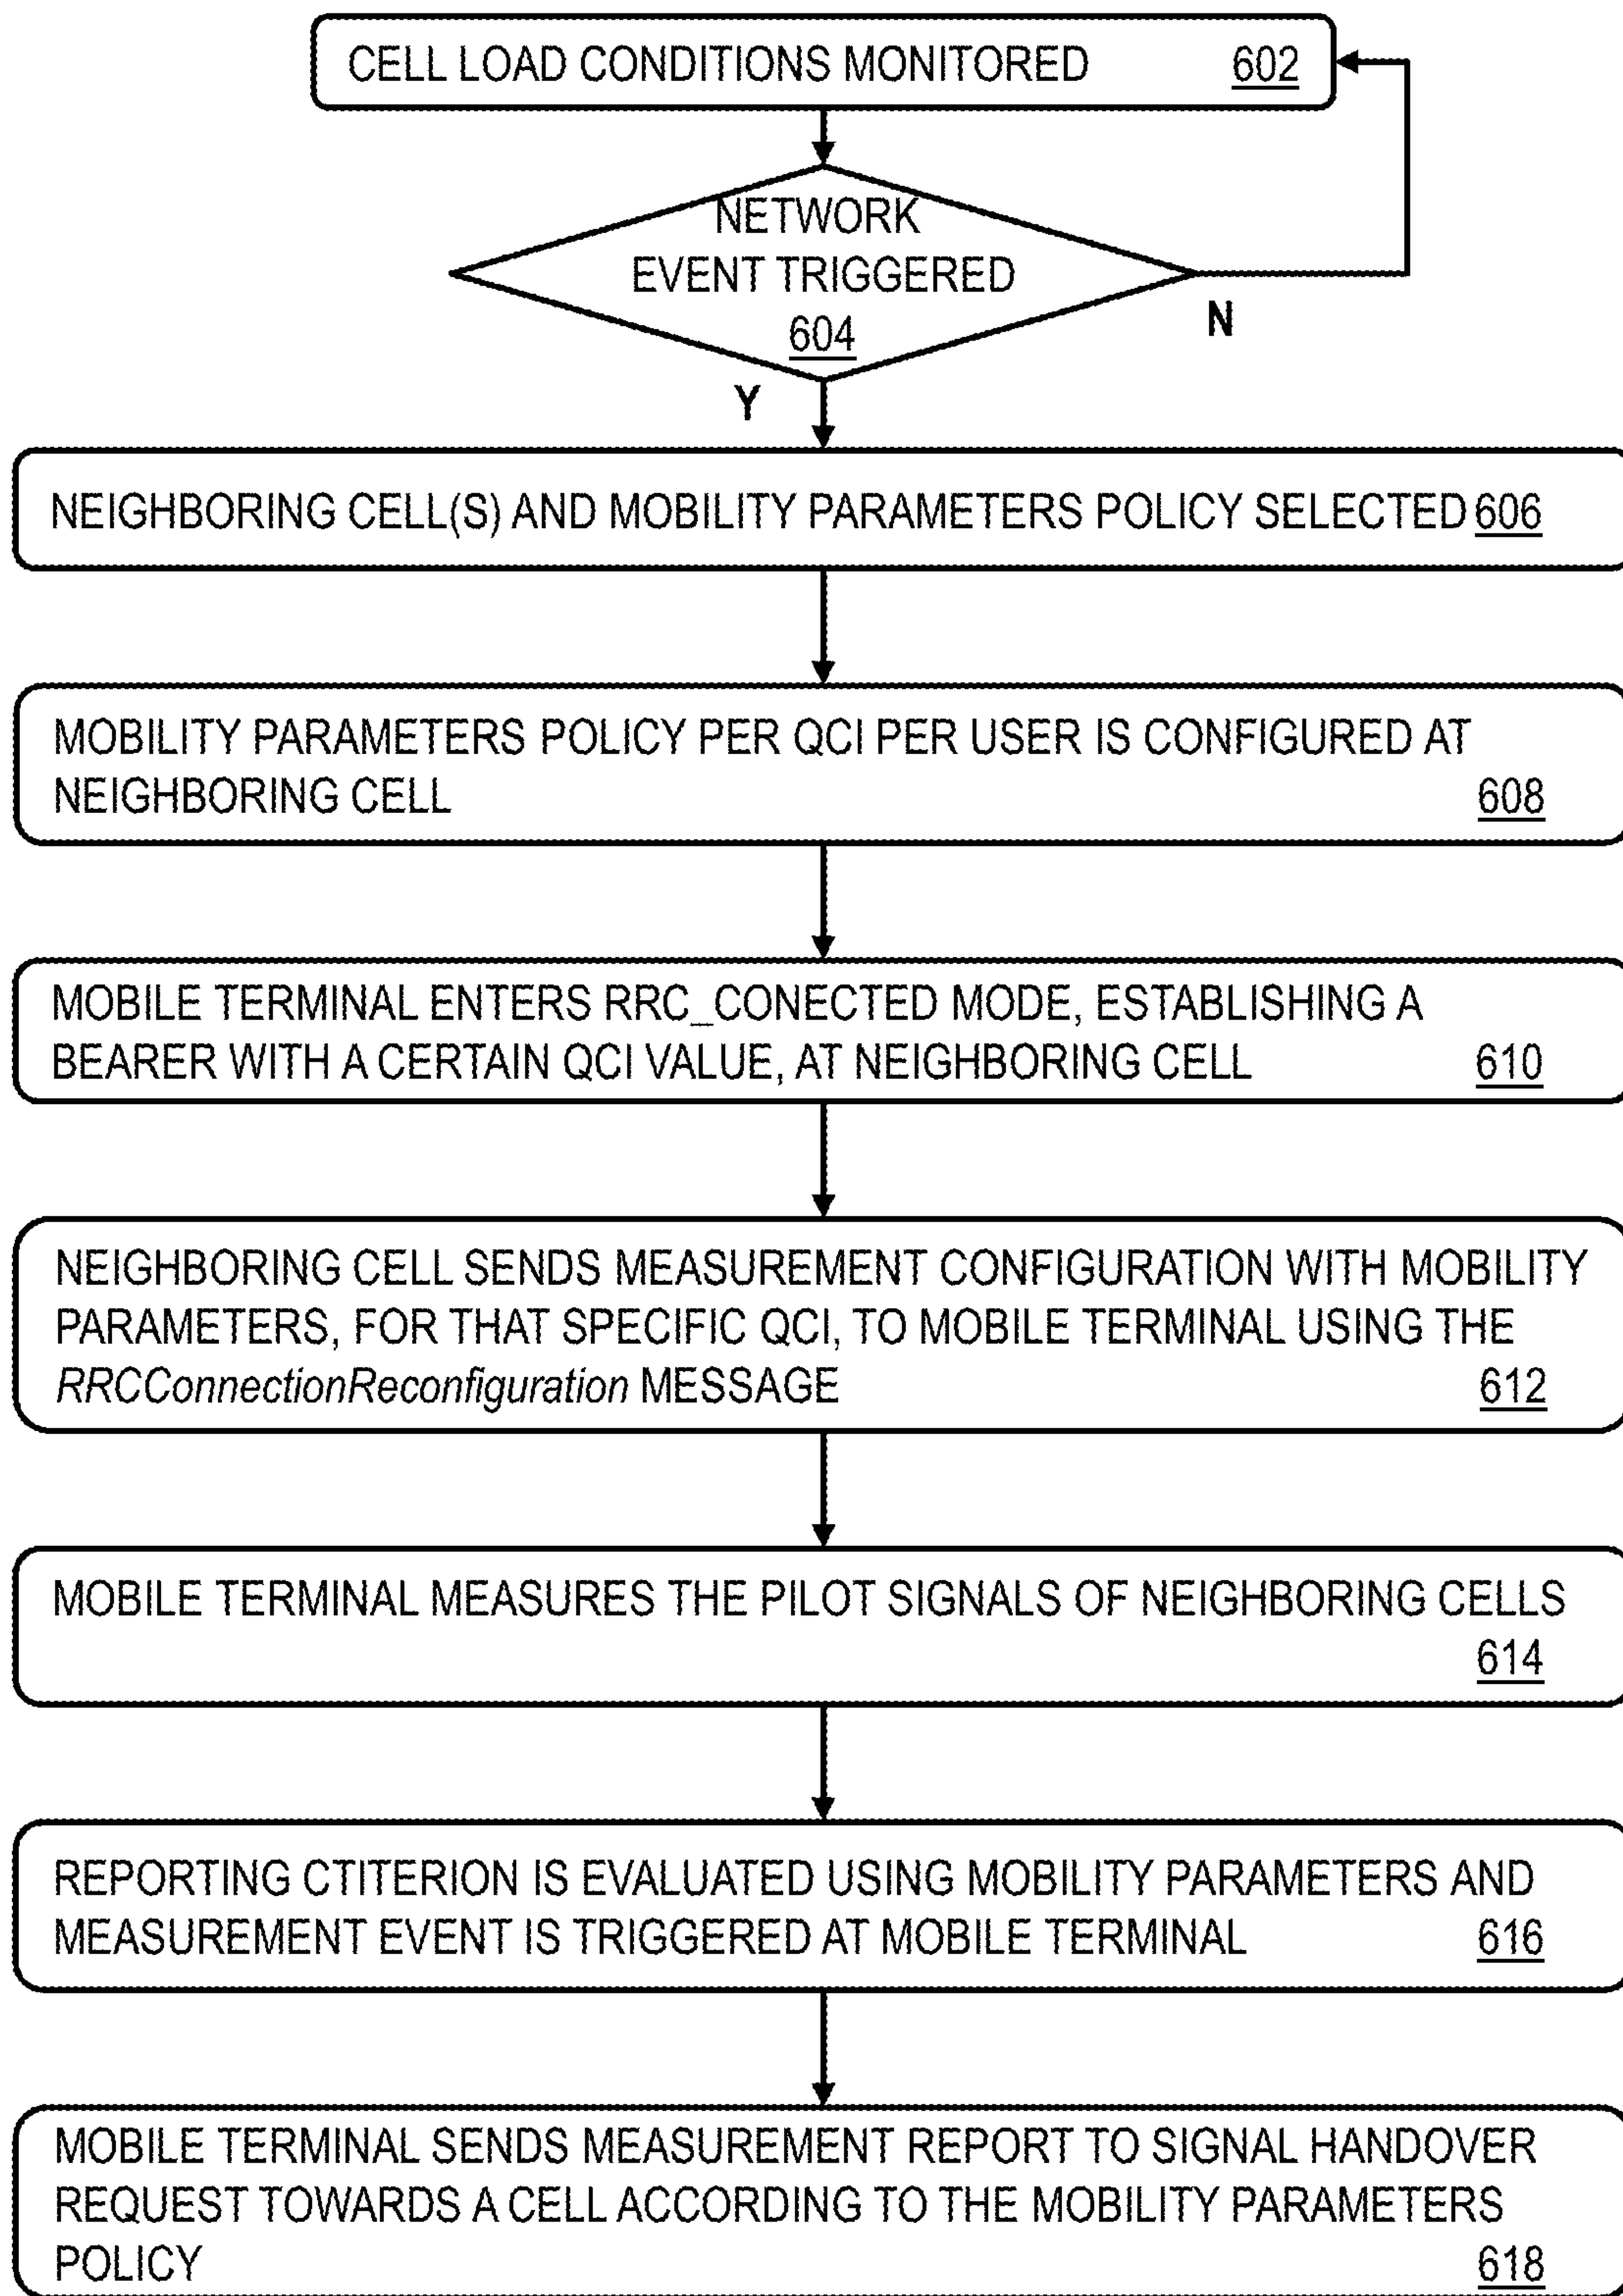 CELL LOAD CONDITIONS MONITORED 602
NETWORK
EVENT TRIGGERED
604
N
Y
NEIGHBORING CELL(S) AND MOBILITY PARAMETERS POLICY SELECTED 606
MOBILITY PARAMETERS POLICY PER QCI PER USER IS CONFIGURED AT
NEIGHBORING CELL 608
MOBILE TERMINAL ENTERS RRC_CONECTED MODE, ESTABLISHING A
BEARER WITH A CERTAIN QCI VALUE, AT NEIGHBORING CELL 610
NEIGHBORING CELL SENDS MEASUREMENT CONFIGURATION WITH MOBILITY
PARAMETERS, FOR THAT SPECIFIC QCI, TO MOBILE TERMINAL USING THE
RRCConnectionReconfiguration MESSAGE 612
MOBILE TERMINAL MEASURES THE PILOT SIGNALS OF NEIGHBORING CELLS
614
REPORTING CTITERION IS EVALUATED USING MOBILITY PARAMETERS AND
MEASUREMENT EVENT IS TRIGGERED AT MOBILE TERMINAL 616
MOBILE TERMINAL SENDS MEASUREMENT REPORT TO SIGNAL HANDOVER
REQUEST TOWARDS A CELL ACCORDING TO THE MOBILITY PARAMETERS
POLICY 618